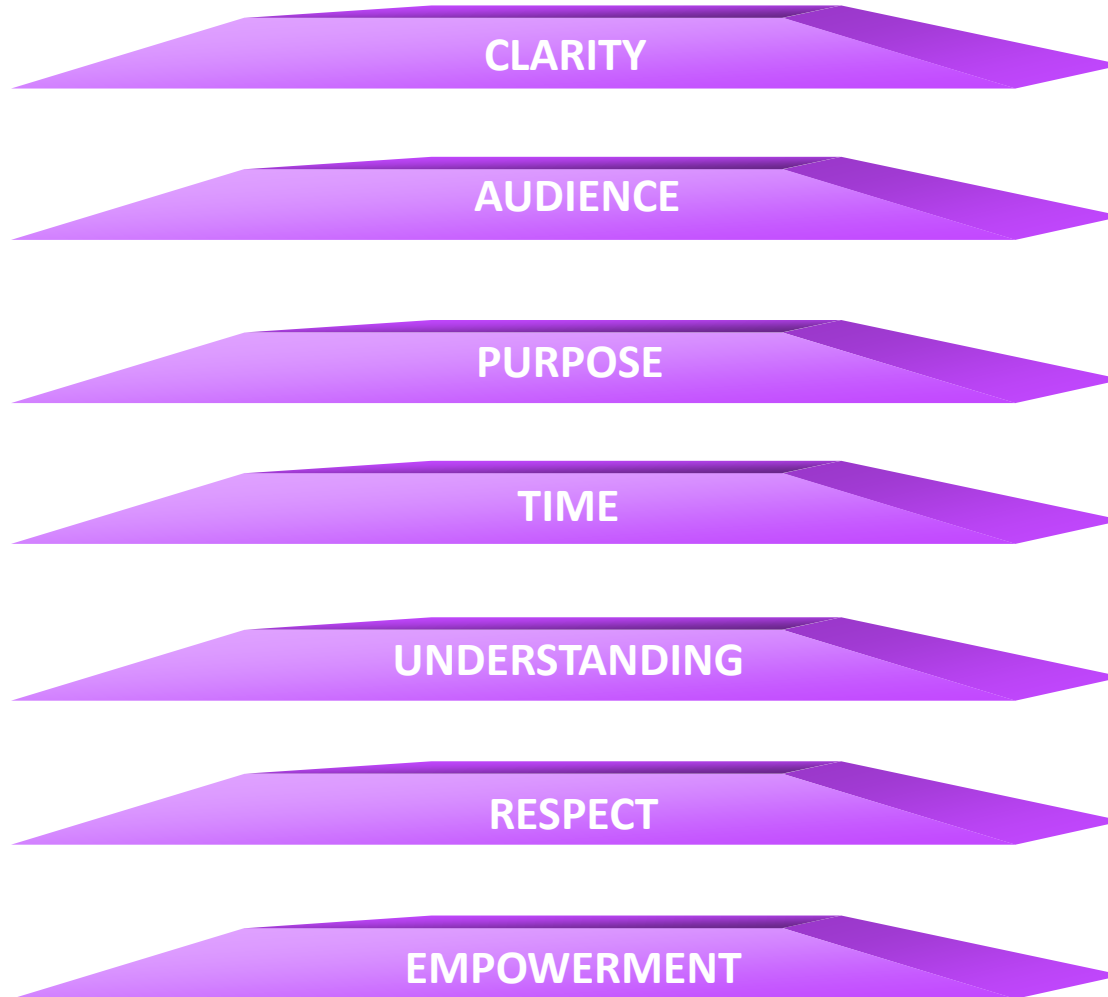 CLARITY
AUDIENCE
PURPOSE
TIME
UNDERSTANDING
RESPECT
EMPOWERMENT